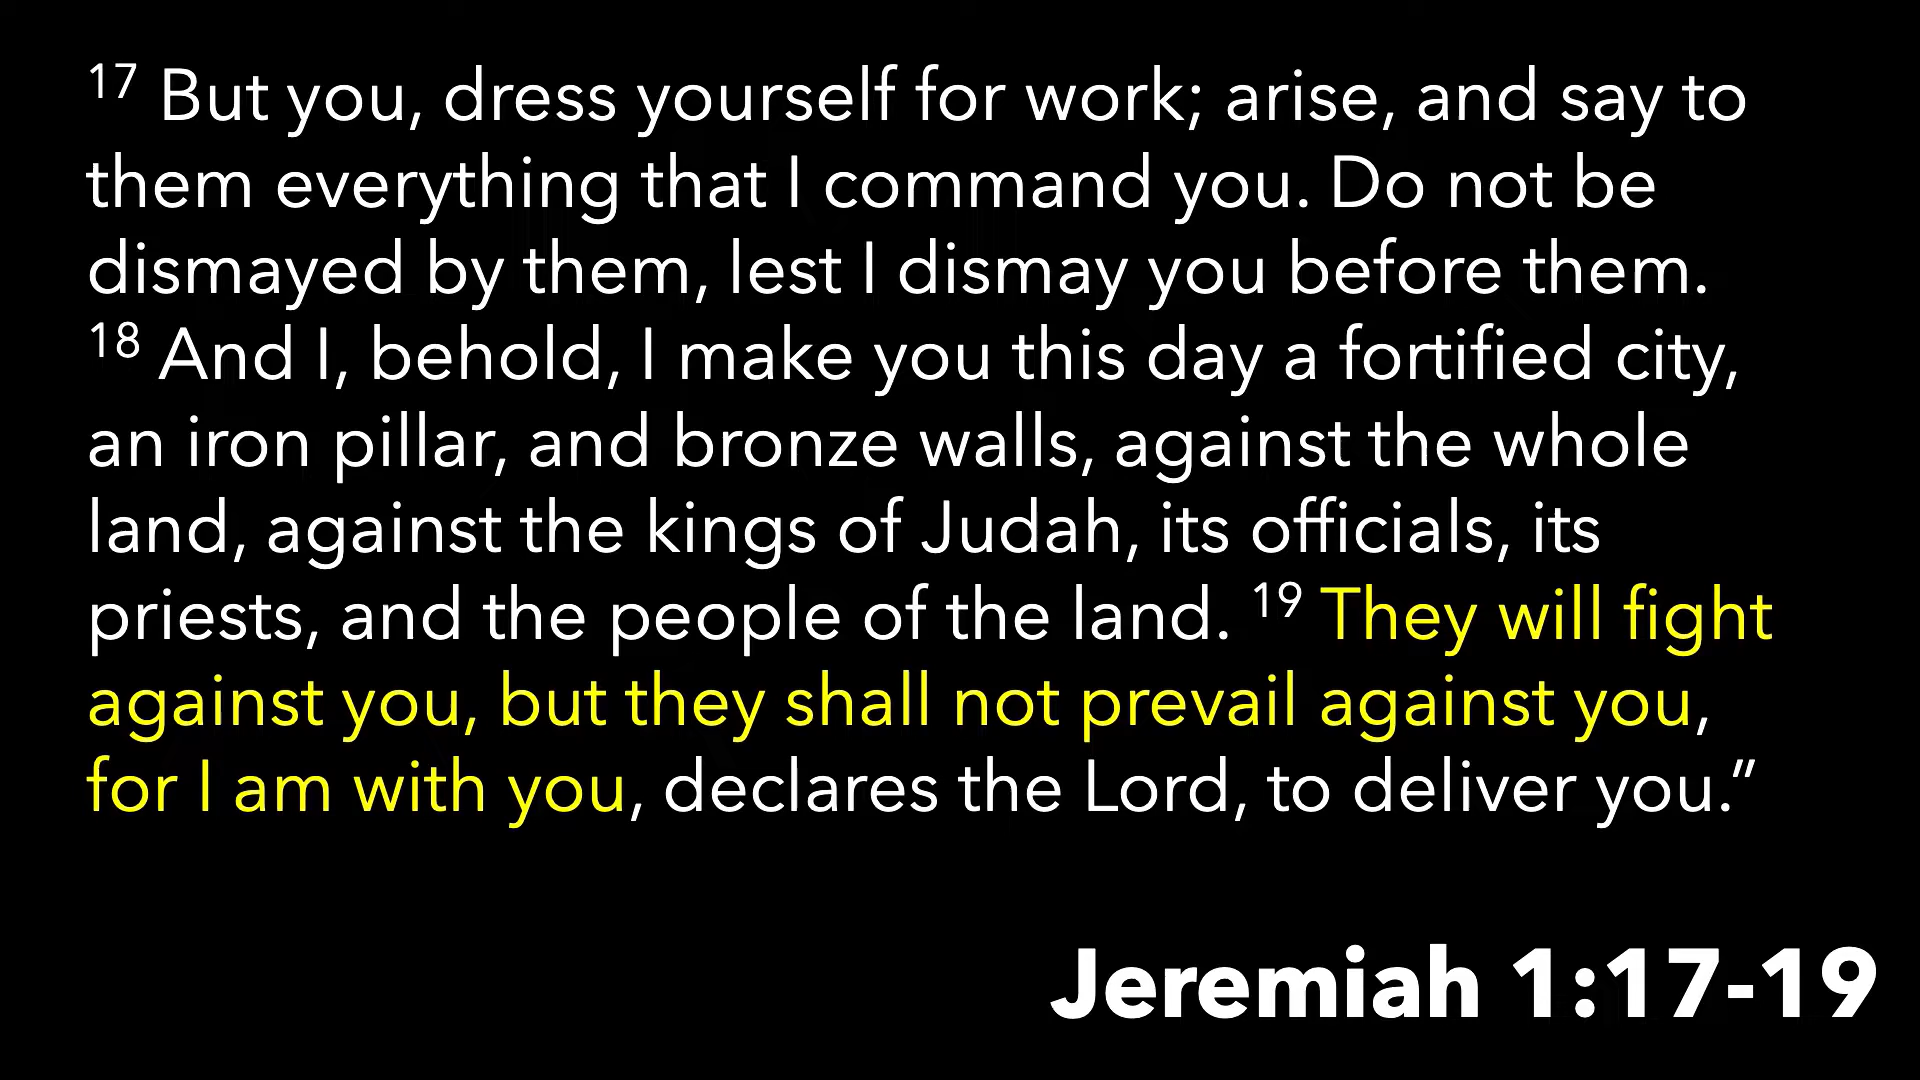 17 But you, dress yourself for work; arise, and say to
them everything that I command you. Do not be
dismayed by them, lest I dismay you before them.
18 And I, behold, I make you this day a fortified city,
an iron pillar, and bronze walls, against the whole
land, against the kings of Judah, its officials, its
priests, and the people of the land. 19 They will fight
against you, but they shall not prevail against you,
for I am with you, declares the Lord, to deliver you.”
Jeremiah 1:17-19